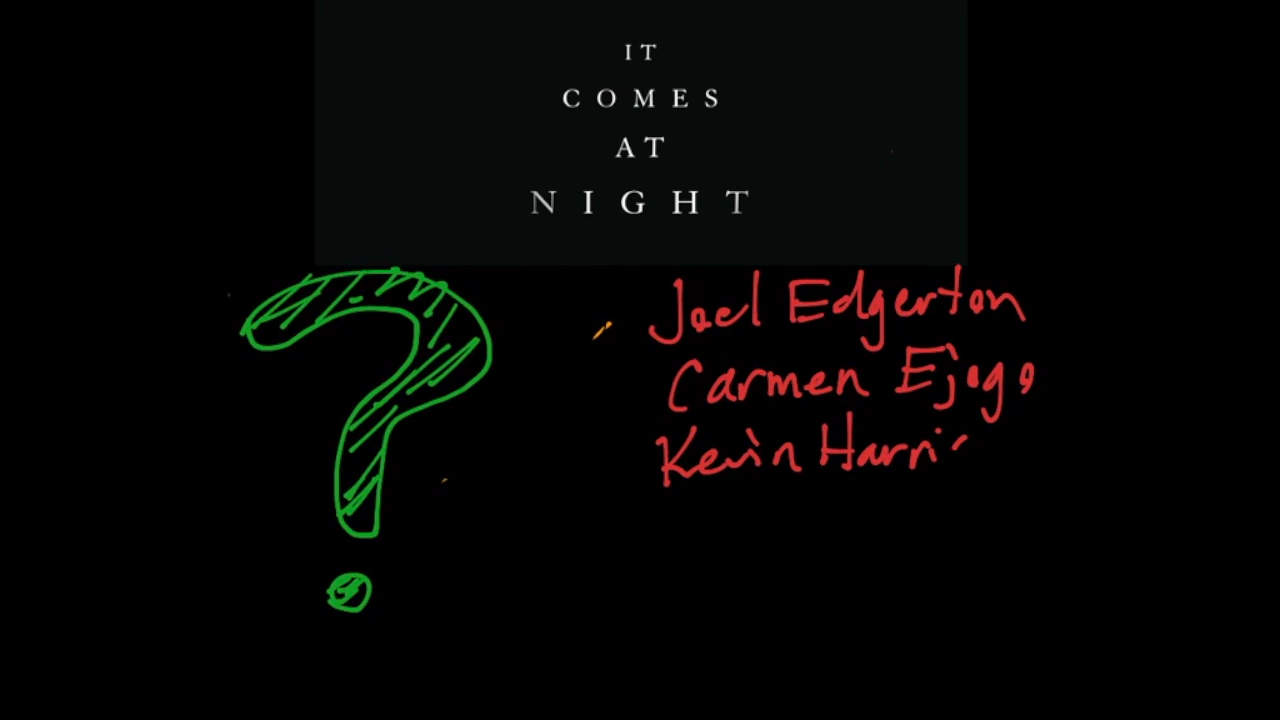 IT
COMES
AT
NIGHT
?
Joel Edgerton
Carmen Ejogo
Kevin Harri